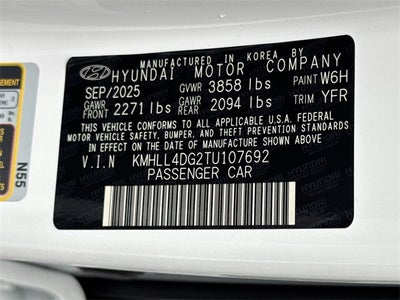 MANUFACTURED IN KOREA BY
HYUNDAI MOTOR COMPANY
SEP/2025 GVWR 3858 lbs PAINT W6H
GAWR FRONT 2271 lbs GAWR REAR 2094 lbs TRIM YFR
THIS VEHICLE CONFORMS TO ALL APPLICABLE U.S.A. FEDERAL
MOTOR VEHICLE SAFETY, BUMPER, AND THEFT PREVENTION STANDARDS
IN EFFECT ON THE DATE OF MANUFACTURE SHOWN ABOVE.
V.I.N KMHLL4DG2TU107692
PASSENGER CAR
N55